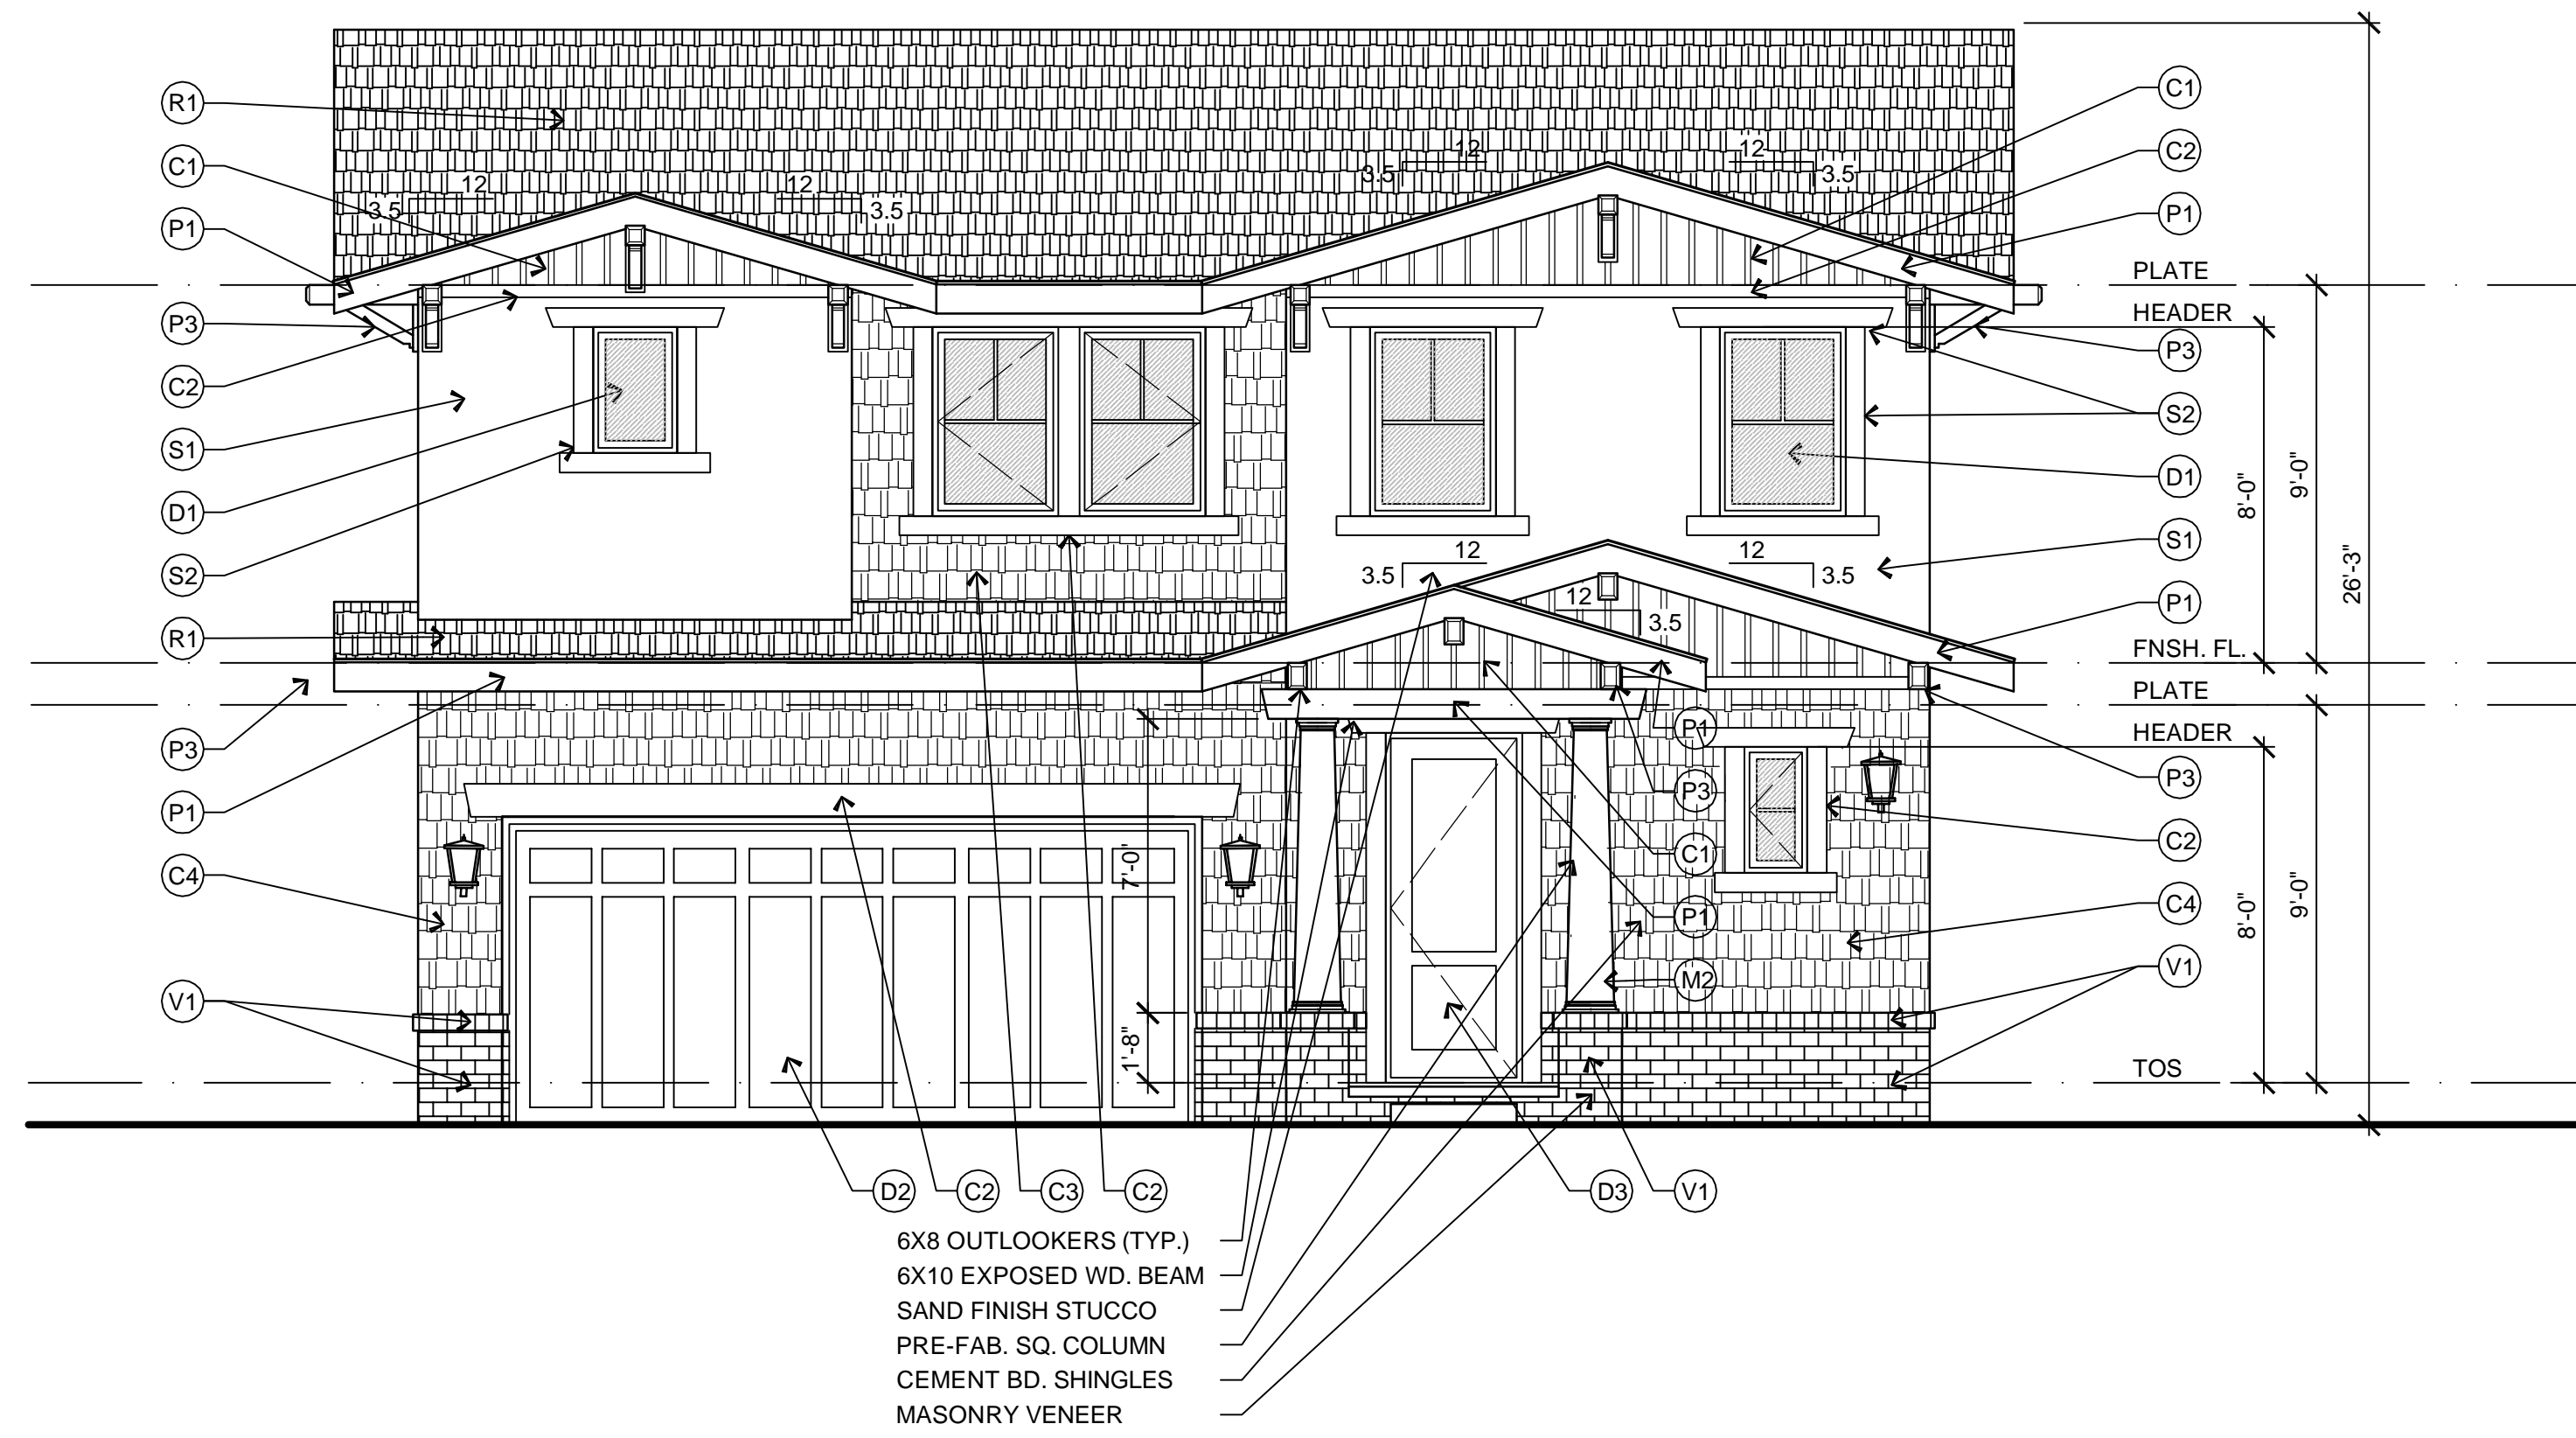 R1
C1
P1
P3
C2
S1
D1
S2
R1
P3
P1
C4
V1
12
3.5
12
3.5
12
3.5
12
3.5
12
3.5
12
3.5
12
3.5
7'-0"
1'-8"
P1
P3
C1
P1
M2
C1
C2
P1
PLATE
HEADER
P3
S2
D1
S1
P1
FNSH. FL.
PLATE
HEADER
P3
C2
C4
V1
TOS
8'-0"
9'-0"
8'-0"
9'-0"
26'-3"
D2
C2
C3
C2
D3
V1
6X8 OUTLOOKERS (TYP.)
6X10 EXPOSED WD. BEAM
SAND FINISH STUCCO
PRE-FAB. SQ. COLUMN
CEMENT BD. SHINGLES
MASONRY VENEER